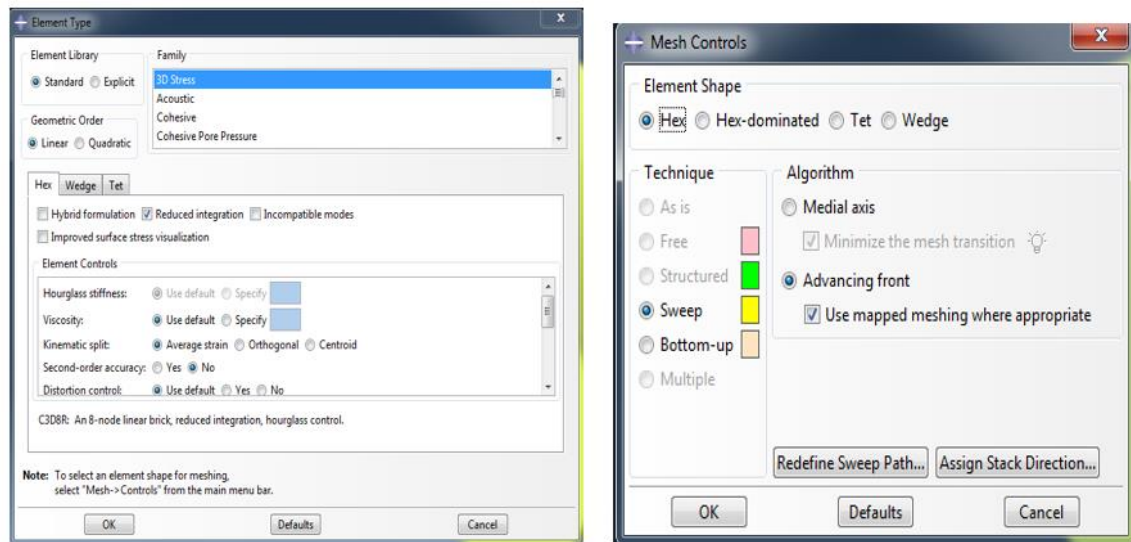 Element Type
X
Element Library
Family
Standard Explicit
3D Stress
Acoustic
Cohesive
Cohesive Pore Pressure
Geometric Order
Linear Quadratic
Hex Wedge Tet
Hybrid formulation Reduced integration Incompatible modes
Improved surface stress visualization
Element Controls
Hourglass stiffness: Use default Specify
Viscosity: Use default Specify
Kinematic split: Average strain Orthogonal Centroid
Second-order accuracy: Yes No
Distortion control: Use default Yes No
C3D8R: An 8-node linear brick, reduced integration, hourglass control.
Note: To select an element shape for meshing,
select "Mesh->Controls" from the main menu bar.
OK Defaults Cancel
Mesh Controls
X
Element Shape
Hex Hex-dominated Tet Wedge
Technique
As is
Free
Structured
Sweep
Bottom-up
Multiple
Algorithm
Medial axis
Minimize the mesh transition
Advancing front
Use mapped meshing where appropriate
Redefine Sweep Path... Assign Stack Direction...
OK Defaults Cancel